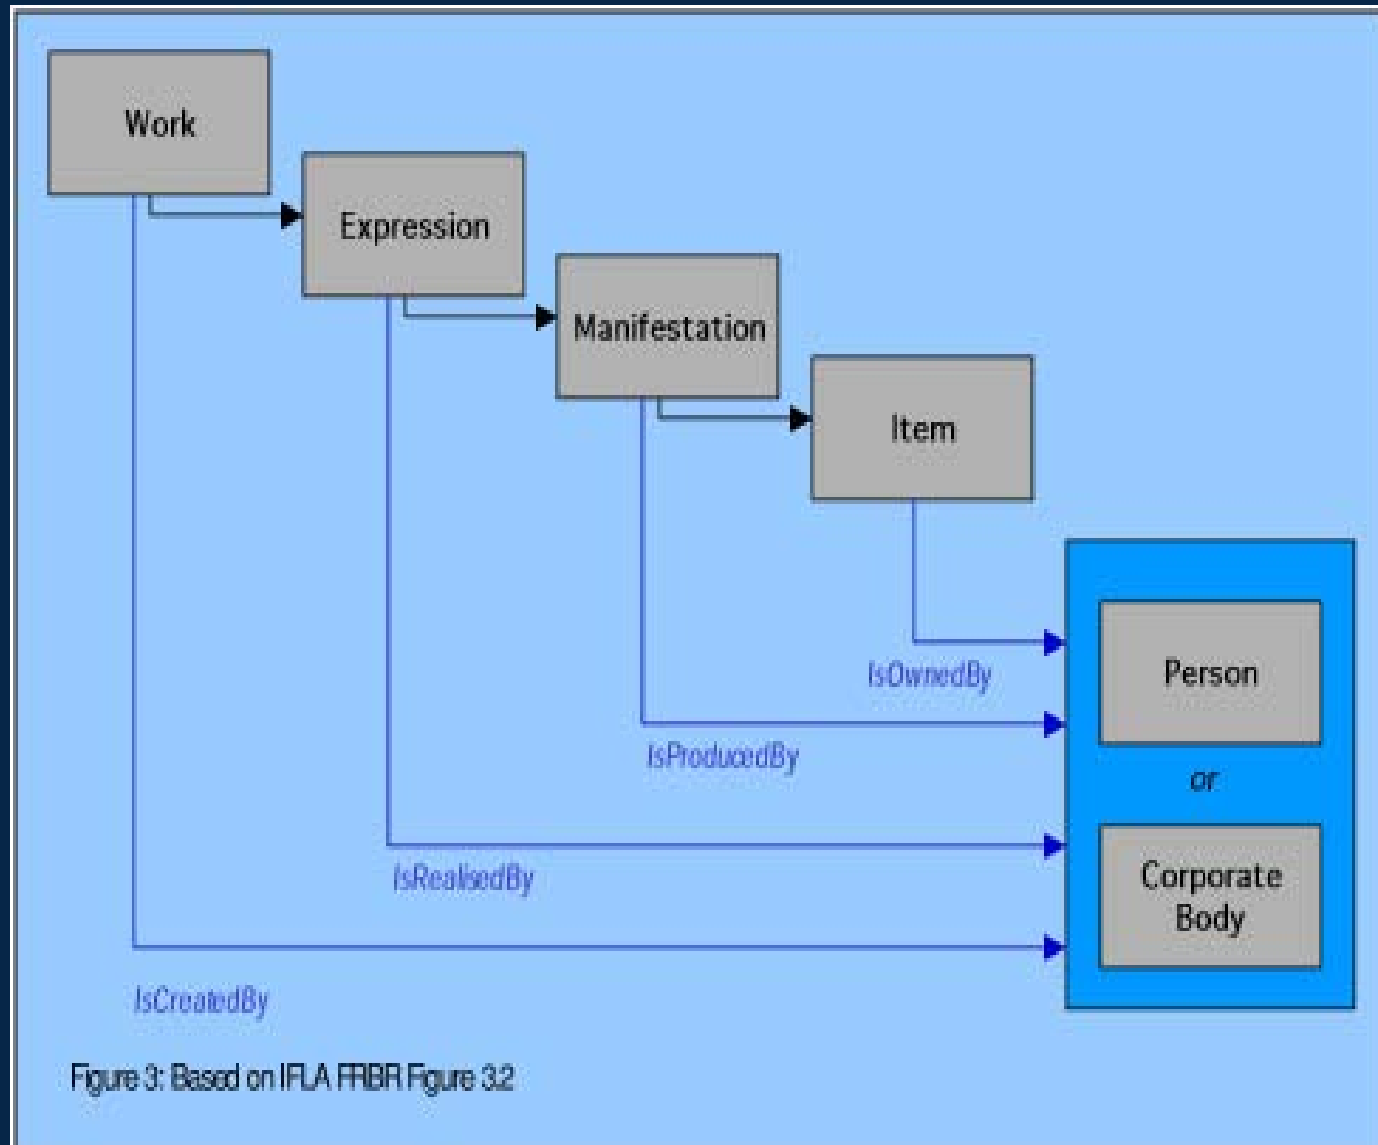 Work
Expression
Manifestation
Item
Person
IsOwnedBy
IsProducedBy
or
IsRealisedBy
Corporate
Body
IsCreatedBy
Figure 3: Based on IFLA FRBR Figure 3.2